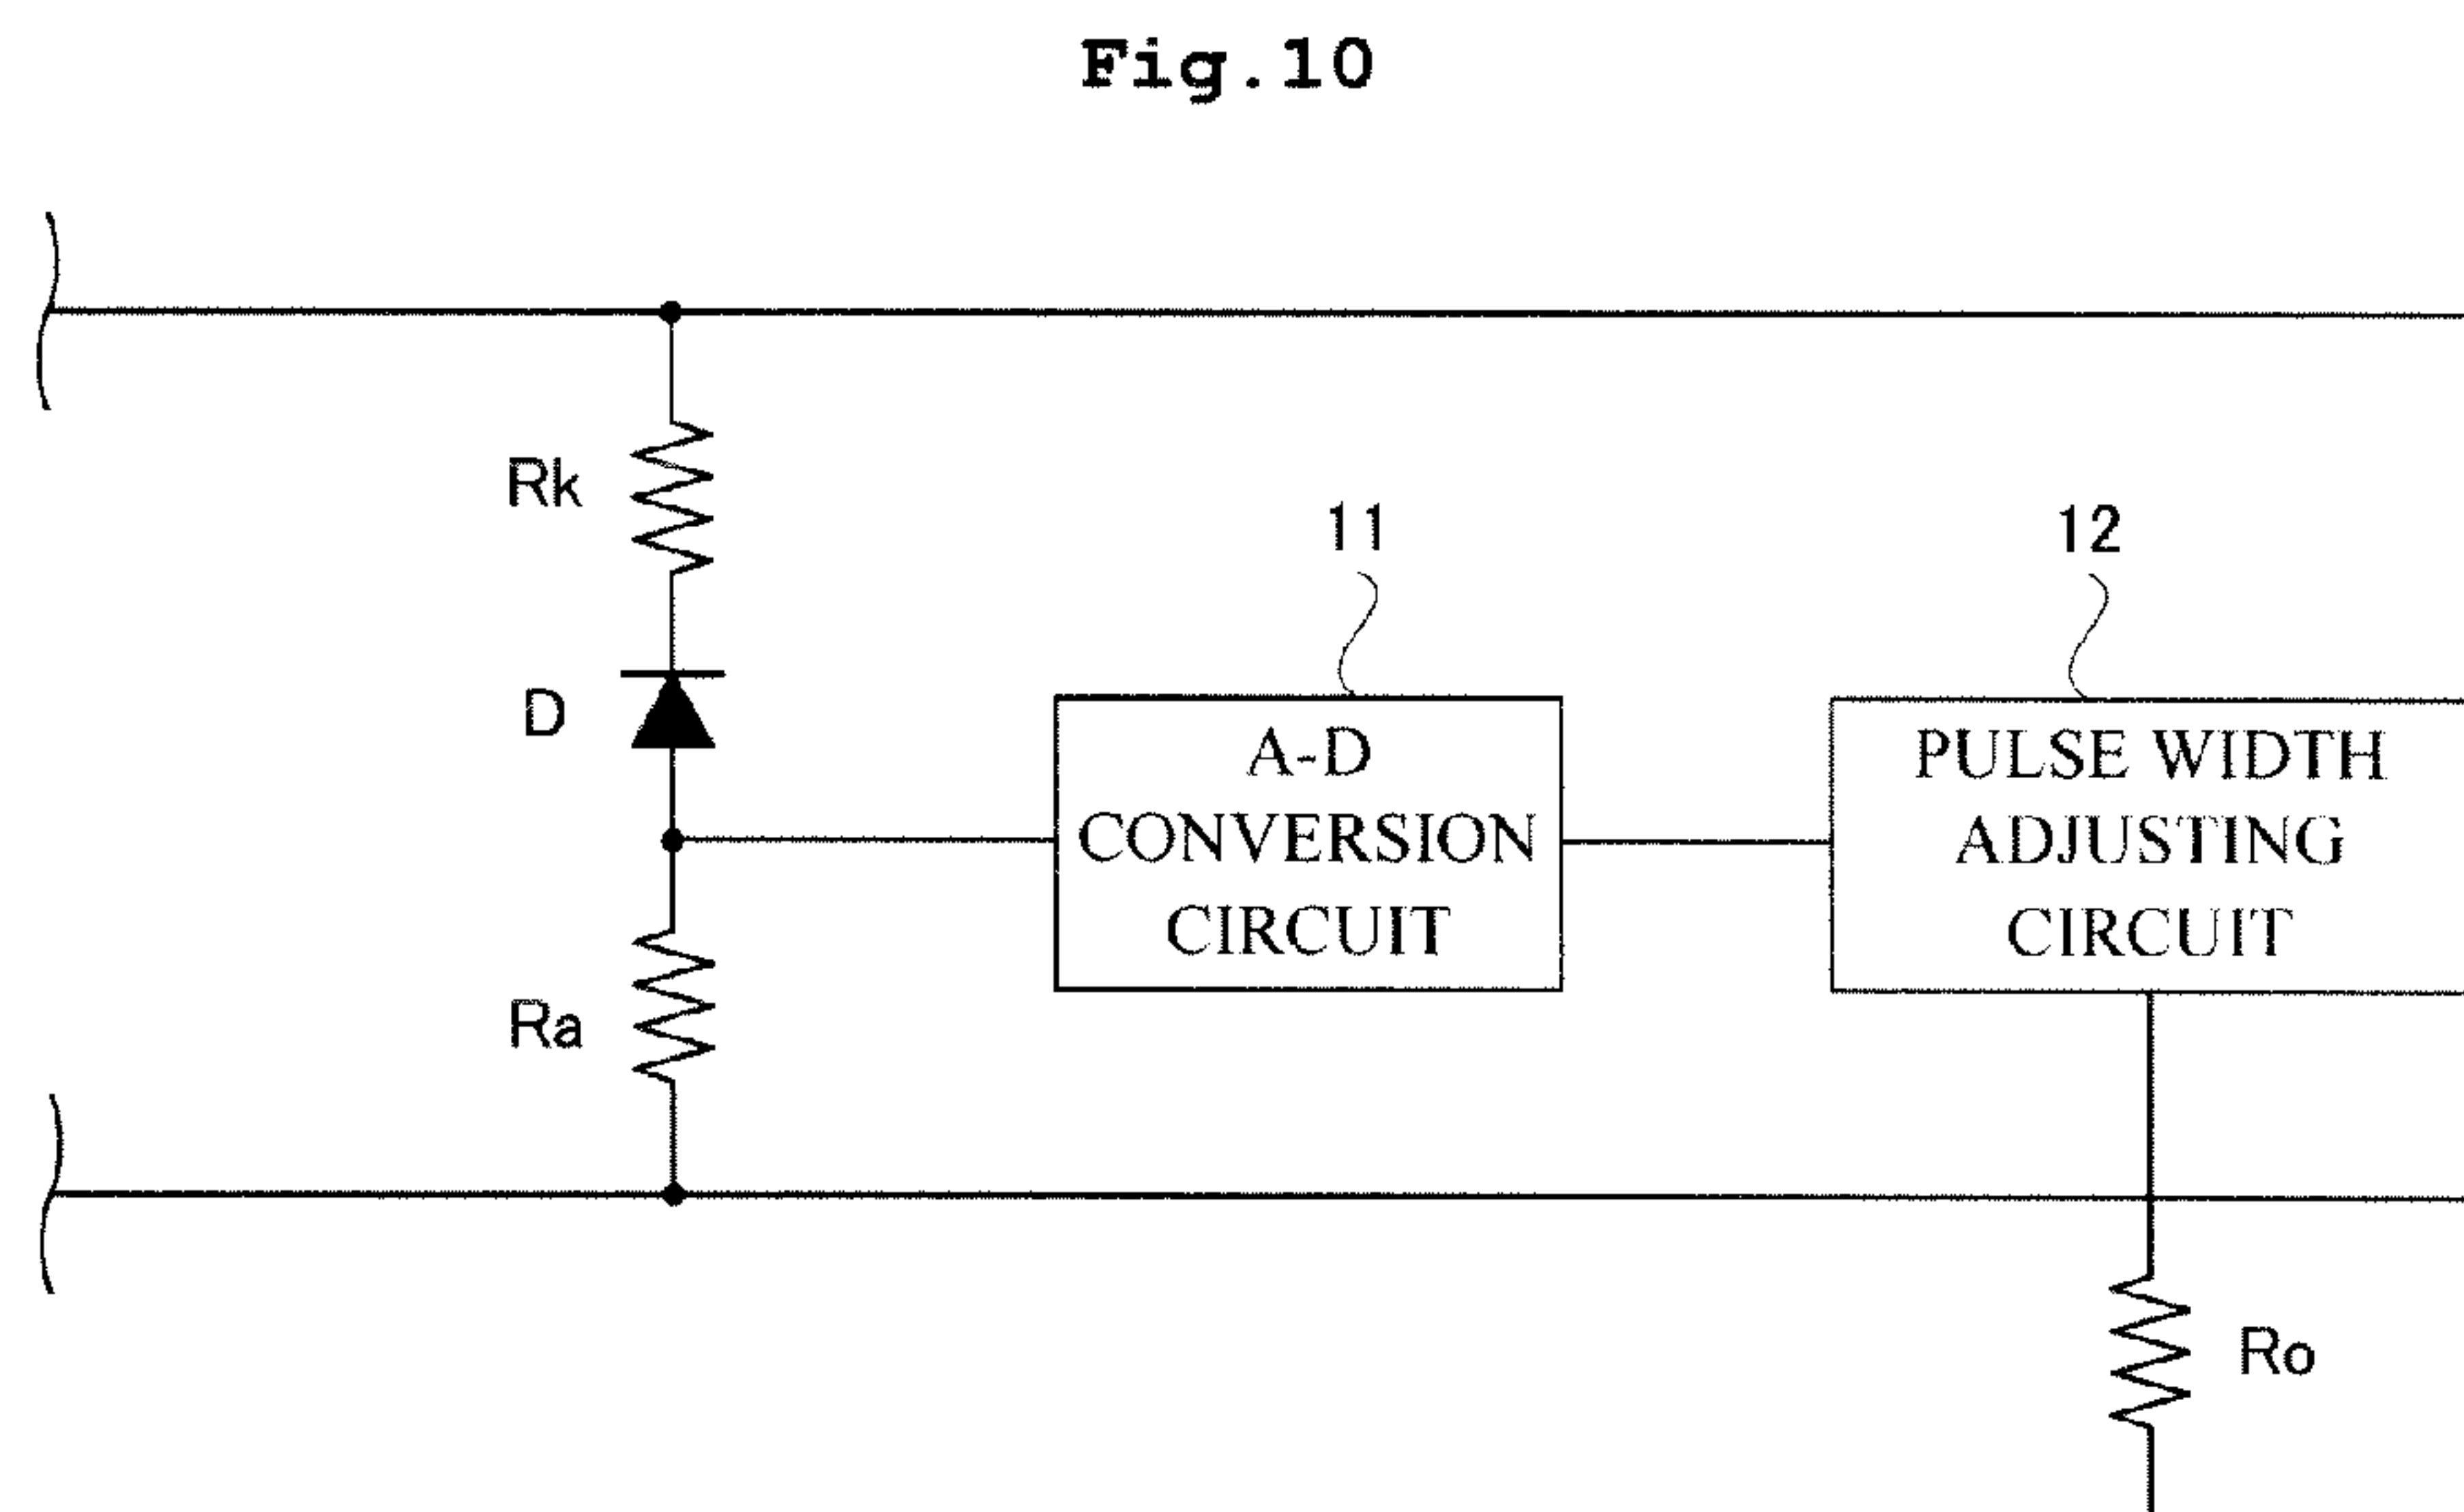 Fig.10
Rk
11
12
D
A-D
CONVERSION
CIRCUIT
PULSE WIDTH
ADJUSTING
CIRCUIT
Ra
Ro